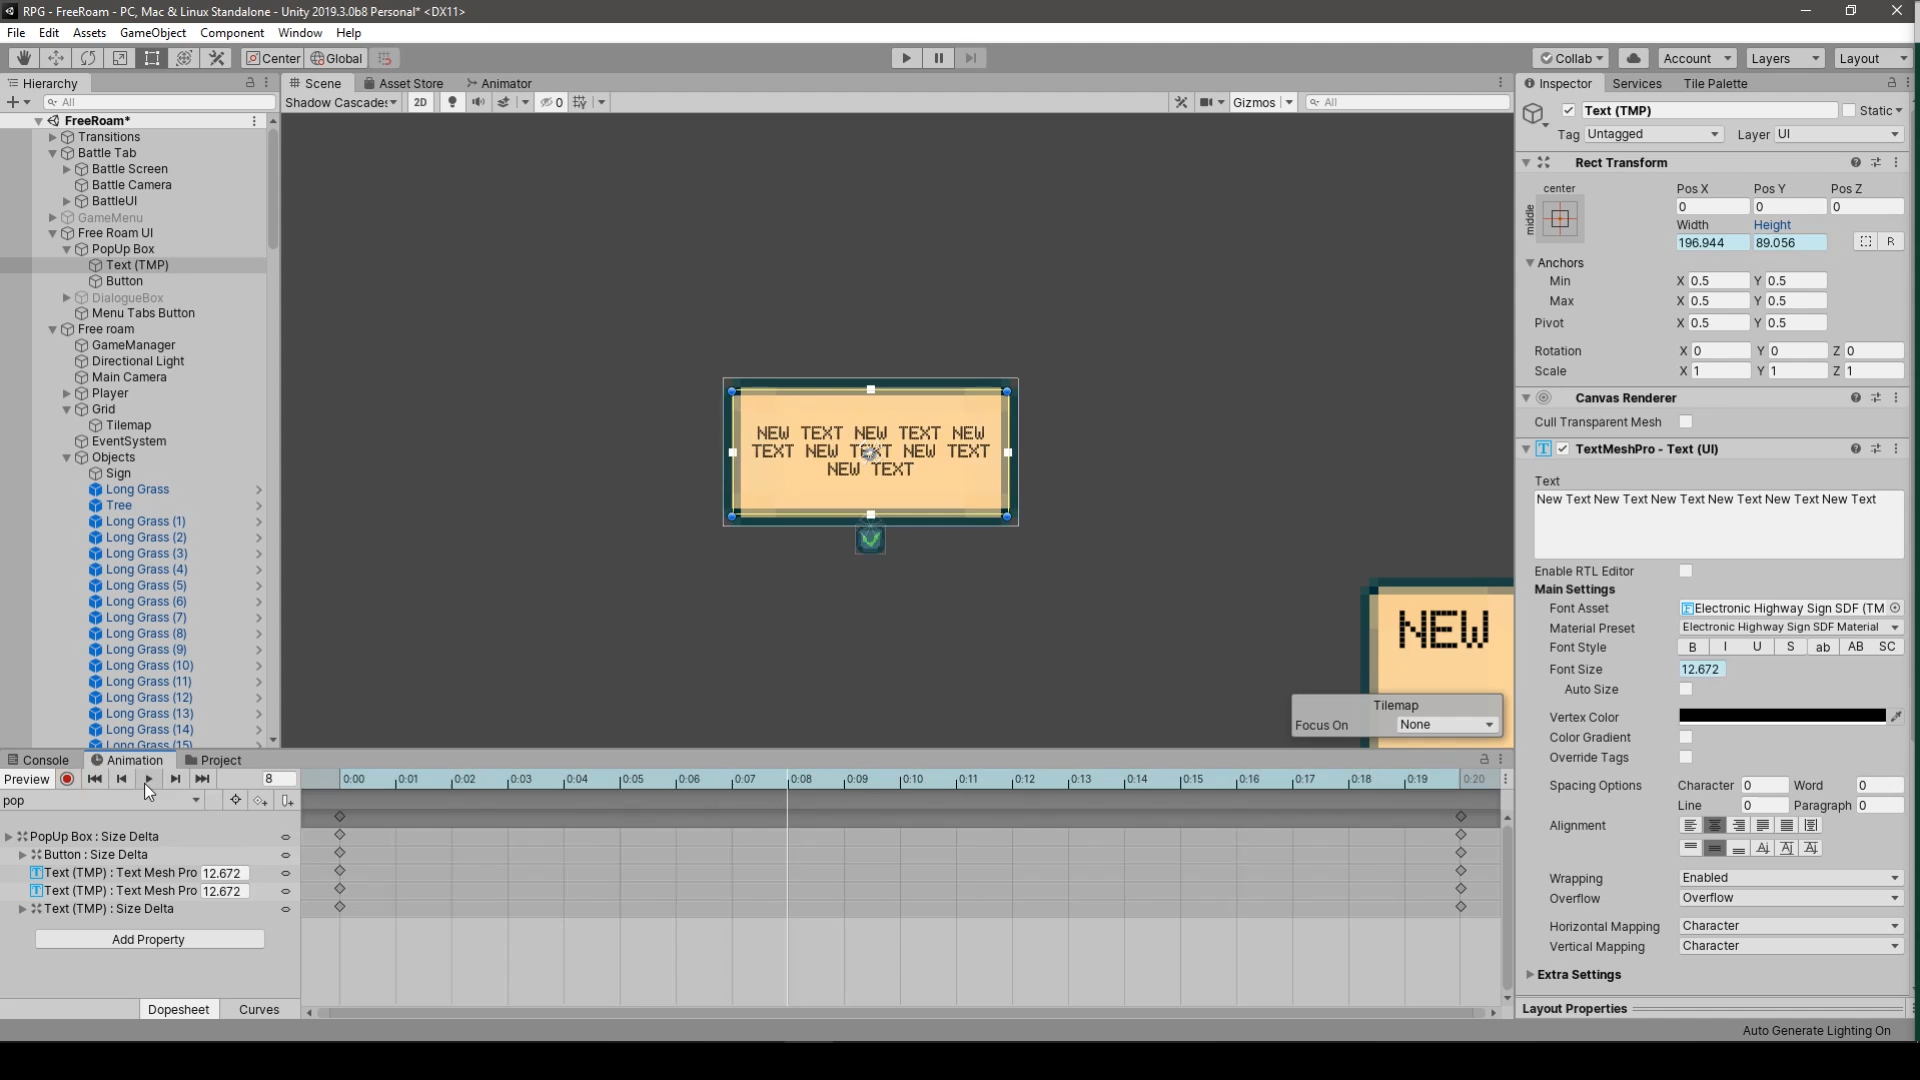 RPG - FreeRoam - PC, Mac & Linux Standalone - Unity 2019.3.0b8 Personal* <DX11>
File Edit Assets GameObject Component Window Help
Center Global Collab Account Layers Layout
Hierarchy
All
FreeRoam*
Transitions
Battle Tab
Battle Screen
Battle Camera
BattleUI
GameMenu
Free Roam UI
PopUp Box
Text (TMP)
Button
DialogueBox
Menu Tabs Button
Free roam
GameManager
Directional Light
Main Camera
Player
Grid
Tilemap
EventSystem
Objects
Sign
Long Grass
Tree
Long Grass (1)
Long Grass (2)
Long Grass (3)
Long Grass (4)
Long Grass (5)
Long Grass (6)
Long Grass (7)
Long Grass (8)
Long Grass (9)
Long Grass (10)
Long Grass (11)
Long Grass (12)
Long Grass (13)
Long Grass (14)
Long Grass (15)
Scene Asset Store Animator
Shadow Cascades 2D 0 Gizmos All
NEW TEXT NEW TEXT NEW
TEXT NEW TEXT NEW TEXT
NEW TEXT
NEW
Tilemap
Focus On None
Inspector Services Tile Palette
Text (TMP) Static
Tag Untagged Layer UI
Rect Transform
center Pos X Pos Y Pos Z
middle 0 0 0
Width Height
196.944 89.056 R
Anchors
Min X 0.5 Y 0.5
Max X 0.5 Y 0.5
Pivot X 0.5 Y 0.5
Rotation X 0 Y 0 Z 0
Scale X 1 Y 1 Z 1
Canvas Renderer
Cull Transparent Mesh
TextMeshPro - Text (UI)
Text
New Text New Text New Text New Text New Text New Text
Enable RTL Editor
Main Settings
Font Asset Electronic Highway Sign SDF (TM
Material Preset Electronic Highway Sign SDF Material
Font Style B I U S ab AB SC
Font Size 12.672
Auto Size
Vertex Color
Color Gradient
Override Tags
Spacing Options Character 0 Word 0
Line 0 Paragraph 0
Alignment
Wrapping Enabled
Overflow Overflow
Horizontal Mapping Character
Vertical Mapping Character
Extra Settings
Layout Properties
Auto Generate Lighting On
Console Animation Project
Preview 8 0:00 0:01 0:02 0:03 0:04 0:05 0:06 0:07 0:08 0:09 0:10 0:11 0:12 0:13 0:14 0:15 0:16 0:17 0:18 0:19 0:20
pop
PopUp Box : Size Delta
Button : Size Delta
Text (TMP) : Text Mesh Pro 12.672
Text (TMP) : Text Mesh Pro 12.672
Text (TMP) : Size Delta
Add Property
Dopesheet Curves